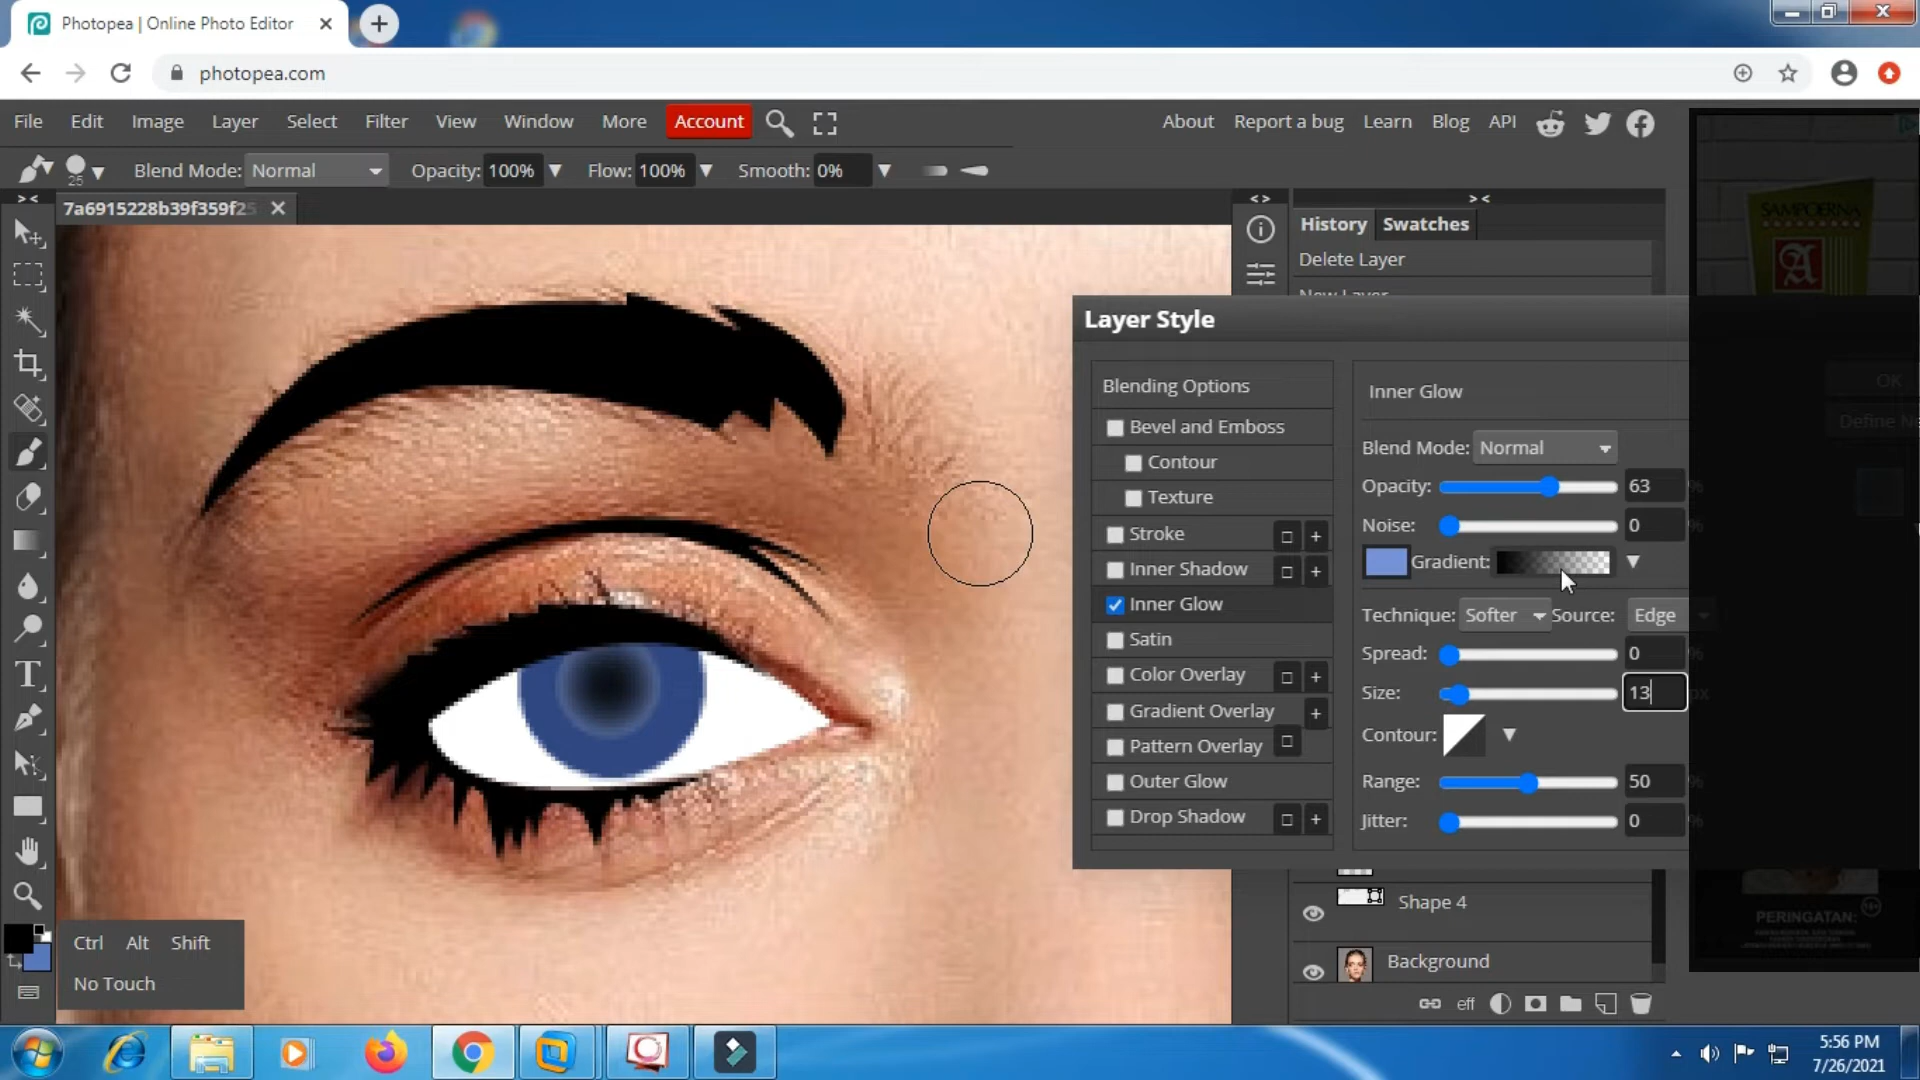 Photopea | Online Photo Editor
photopea.com
File Edit Image Layer Select Filter View Window More Account
About Report a bug Learn Blog API
25 Blend Mode: Normal Opacity: 100% Flow: 100% Smooth: 0%
7a6915228b39f359f25
> <
< >
> <
History Swatches
Delete Layer
New Layer
SAMPOERNA
A
Layer Style
Blending Options
Bevel and Emboss
Contour
Texture
Stroke
Inner Shadow
Inner Glow
Satin
Color Overlay
Gradient Overlay
Pattern Overlay
Outer Glow
Drop Shadow
Inner Glow
Blend Mode: Normal
Opacity: 63 %
Noise: 0 %
Gradient:
Technique: Softer Source: Edge
Spread: 0 %
Size: 13 px
Contour:
Range: 50 %
Jitter: 0 %
OK
Define Ne
Shape 4
Background
eff
PERINGATAN:
18+
Ctrl Alt Shift
No Touch
5:56 PM
7/26/2021